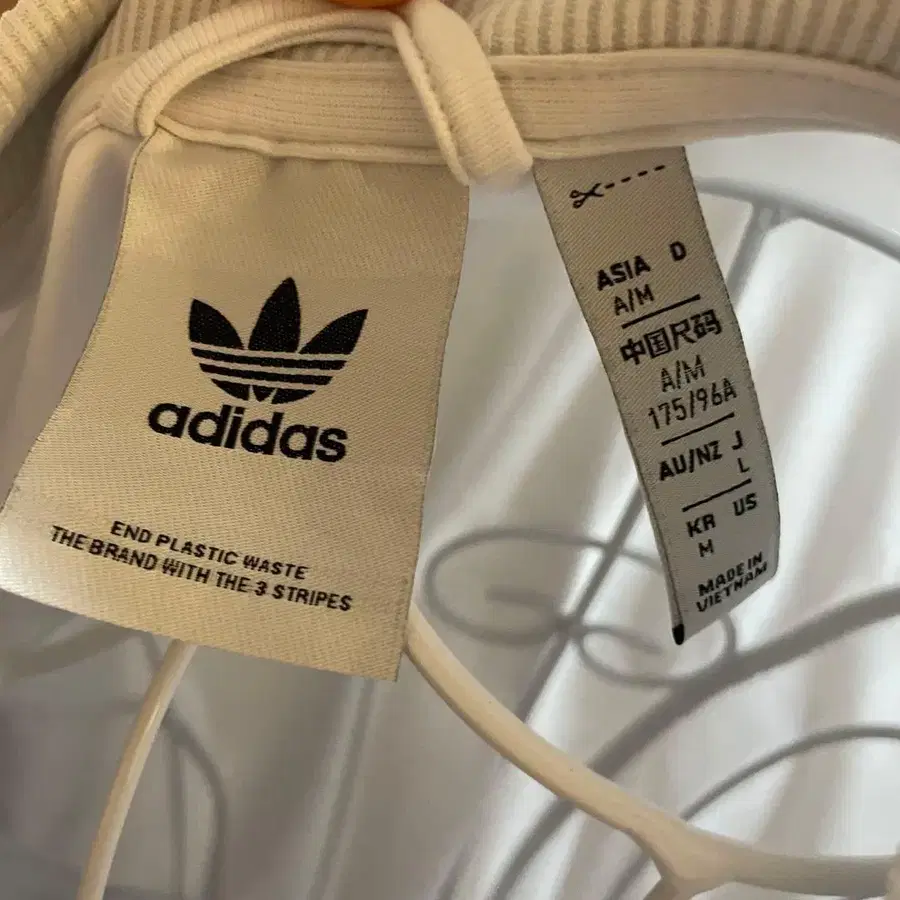 adidas
END PLASTIC WASTE
THE BRAND WITH THE 3 STRIPES
ASIA D
A/M
中国尺码
A/M
175/96A
AU/NZ J
L
KR US
M
MADE IN
VIETNAM